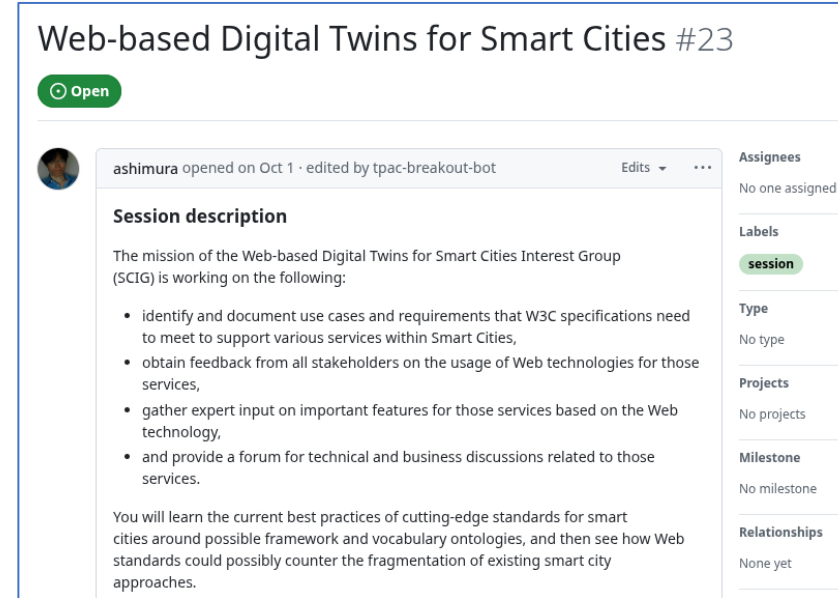 Web-based Digital Twins for Smart Cities #23
Open
ashimura opened on Oct 1 · edited by tpac-breakout-bot
Edits
Session description
The mission of the Web-based Digital Twins for Smart Cities Interest Group
(SCIG) is working on the following:
• identify and document use cases and requirements that W3C specifications need
to meet to support various services within Smart Cities,
• obtain feedback from all stakeholders on the usage of Web technologies for those
services,
• gather expert input on important features for those services based on the Web
technology,
• and provide a forum for technical and business discussions related to those
services.
You will learn the current best practices of cutting-edge standards for smart
cities around possible framework and vocabulary ontologies, and then see how Web
standards could possibly counter the fragmentation of existing smart city
approaches.
Assignees
No one assigned
Labels
session
Type
No type
Projects
No projects
Milestone
No milestone
Relationships
None yet